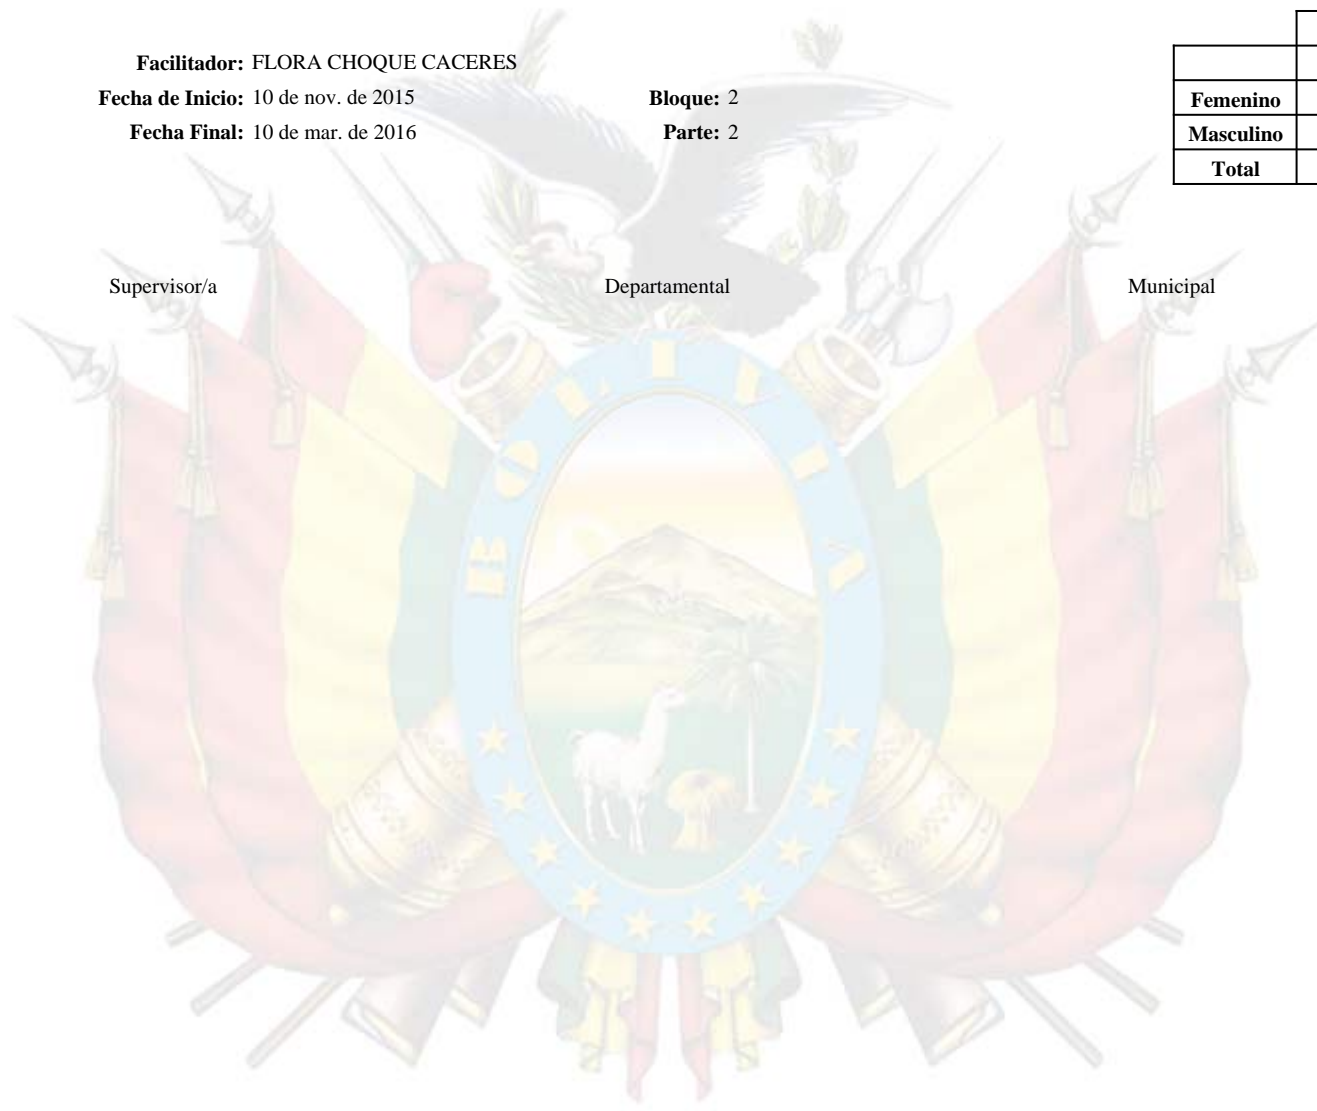 Facilitador: FLORA CHOQUE CACERES
Fecha de Inicio: 10 de nov. de 2015 Bloque: 2
Fecha Final: 10 de mar. de 2016 Parte: 2
Femenino
Masculino
Total
Supervisor/a Departamental Municipal
BOLIVIA